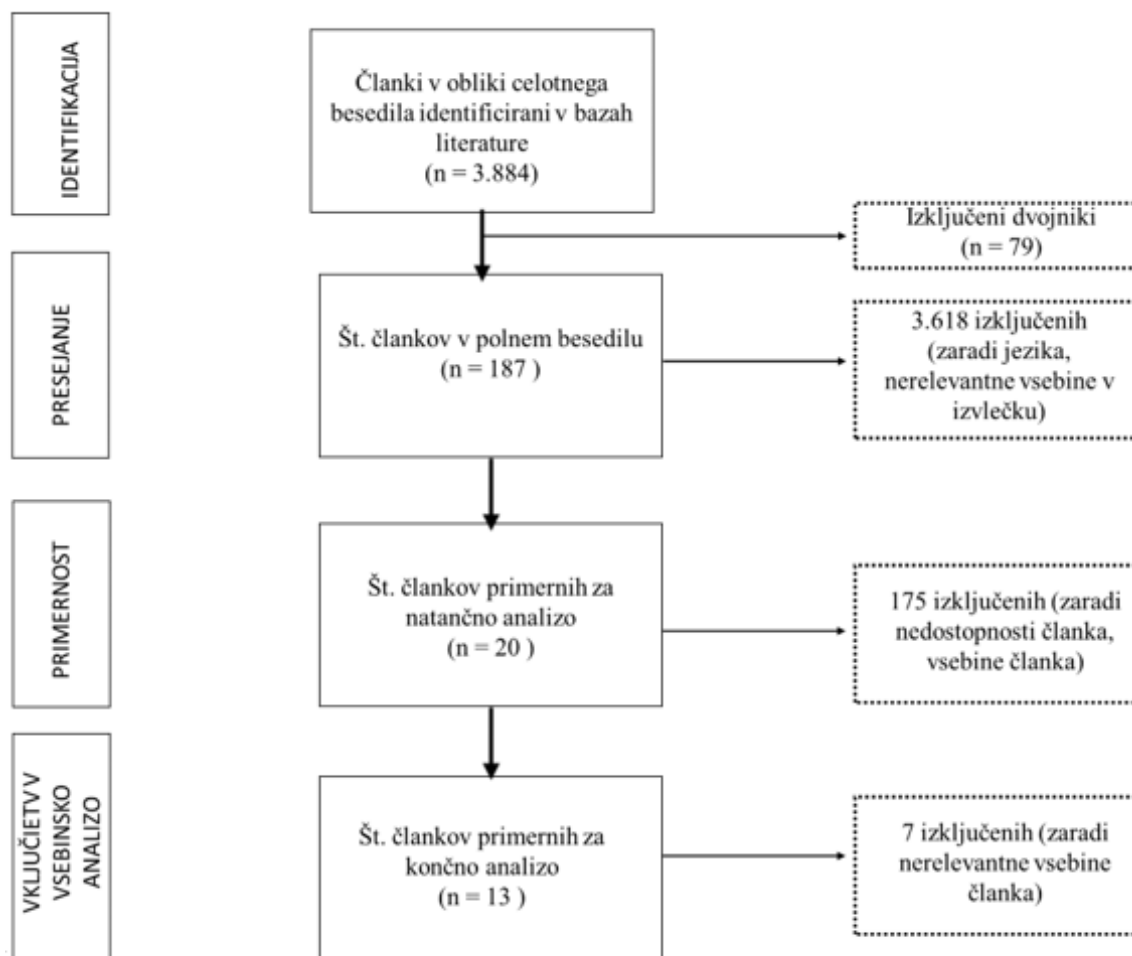 IDENTIFIKACIJA
Članki v obliki celotnega
besedila identificirani v bazah
literature
(n = 3.884)
Izključeni dvojniki
(n = 79)
PRESEJANJE
Št. člankov v polnem besedilu
(n = 187 )
3.618 izključenih
(zaradi jezika,
nerelevantne vsebine v
izvlečku)
PRIMERNOST
Št. člankov primernih za
natančno analizo
(n = 20 )
175 izključenih (zaradi
nedostopnosti članka,
vsebine članka)
VKLJUČIETV V
VSEBINSKO
ANALIZO
Št. člankov primernih za
končno analizo
(n = 13 )
7 izključenih (zaradi
nerelevantne vsebine
članka)